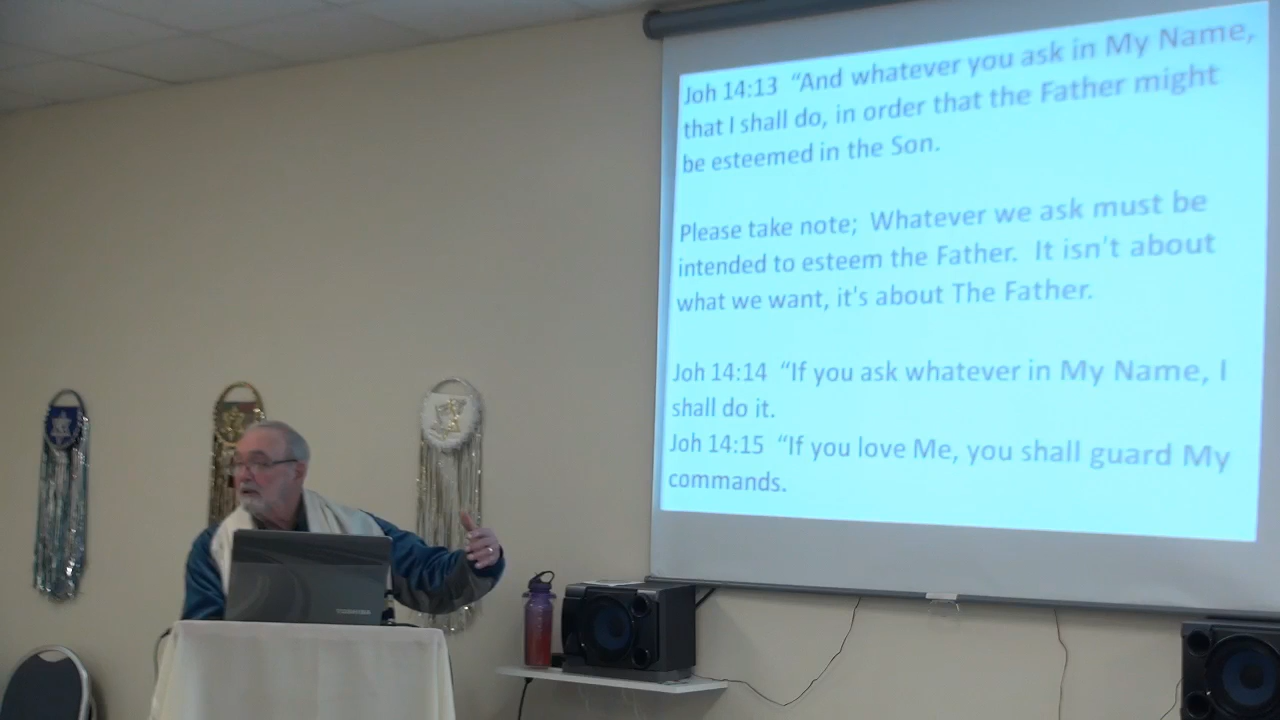 Joh 14:13 “And whatever you ask in My Name,
that I shall do, in order that the Father might
be esteemed in the Son.
Please take note; Whatever we ask must be
intended to esteem the Father. It isn't about
what we want, it's about The Father.
Joh 14:14 “If you ask whatever in My Name, I
shall do it.
Joh 14:15 “If you love Me, you shall guard My
commands.
TOSHIBA